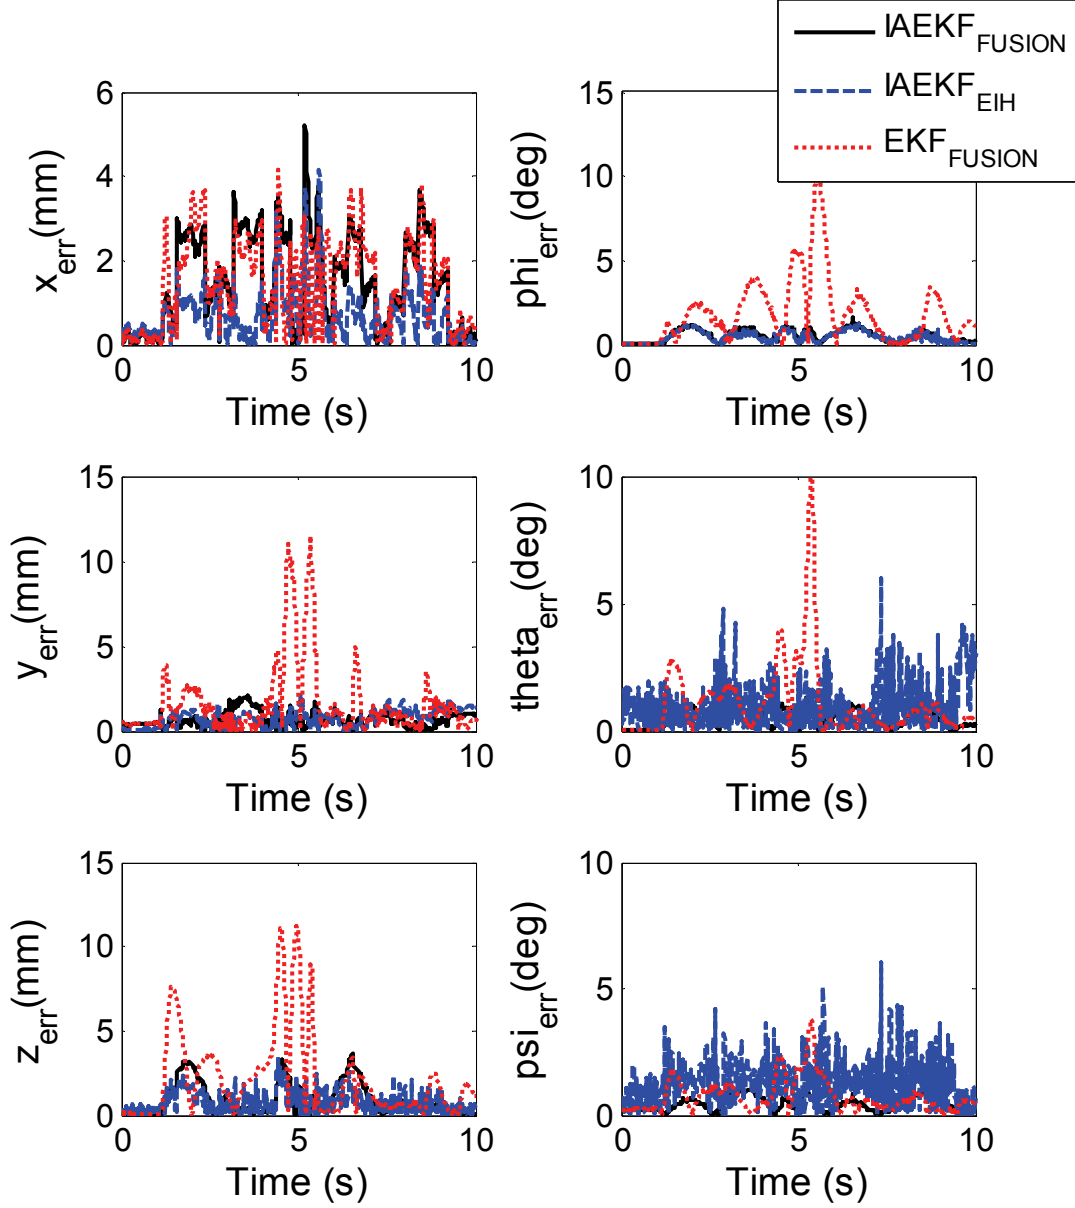 IAEKF_FUSION
IAEKF_EIH
EKF_FUSION
x_err(mm)
6
4
2
0
0 5 10
Time (s)
phi_err(deg)
15
10
5
0
0 5 10
Time (s)
y_err(mm)
15
10
5
0
0 5 10
Time (s)
theta_err(deg)
10
5
0
0 5 10
Time (s)
z_err(mm)
15
10
5
0
0 5 10
Time (s)
psi_err(deg)
10
5
0
0 5 10
Time (s)